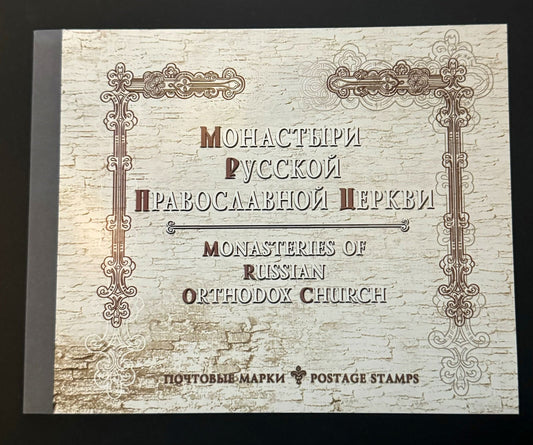 Монастыри
Русской
Православной Церкви
Monasteries of
Russian
Orthodox Church
ПОЧТОВЫЕ МАРКИ POSTAGE STAMPS